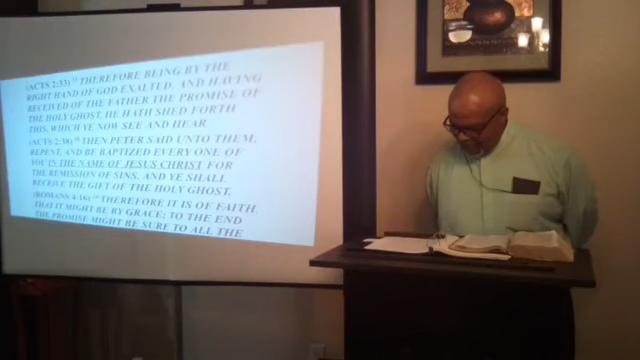 (ACTS 2:33) 33 THEREFORE BEING BY THE
RIGHT HAND OF GOD EXALTED, AND HAVING
RECEIVED OF THE FATHER THE PROMISE OF
THE HOLY GHOST, HE HATH SHED FORTH
THIS, WHICH YE NOW SEE AND HEAR
(ACTS 2:38) 38 THEN PETER SAID UNTO THEM,
REPENT, AND BE BAPTIZED EVERY ONE OF
YOU IN THE NAME OF JESUS CHRIST FOR
THE REMISSION OF SINS, AND YE SHALL
RECEIVE THE GIFT OF THE HOLY GHOST.
(ROMANS 4:16) 16 THEREFORE IT IS OF FAITH,
THAT IT MIGHT BE BY GRACE; TO THE END
THE PROMISE MIGHT BE SURE TO ALL THE